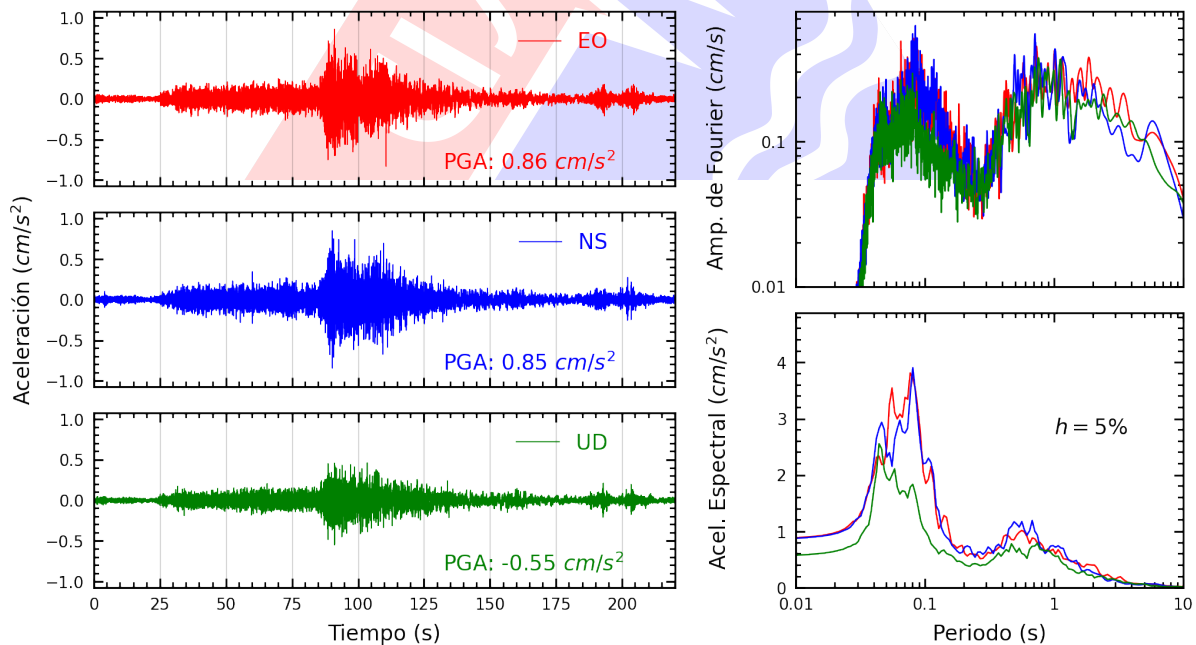 Aceleración (cm/s²)
1.0
0.5
0.0
−0.5
−1.0
EO
PGA: 0.86 cm/s²
1.0
0.5
0.0
−0.5
−1.0
NS
PGA: 0.85 cm/s²
1.0
0.5
0.0
−0.5
−1.0
UD
PGA: -0.55 cm/s²
0 25 50 75 100 125 150 175 200
Tiempo (s)
Amp. de Fourier (cm/s)
0.1
0.01
Acel. Espectral (cm/s²)
4
3
2
1
0
h = 5%
0.01 0.1 1 10
Periodo (s)